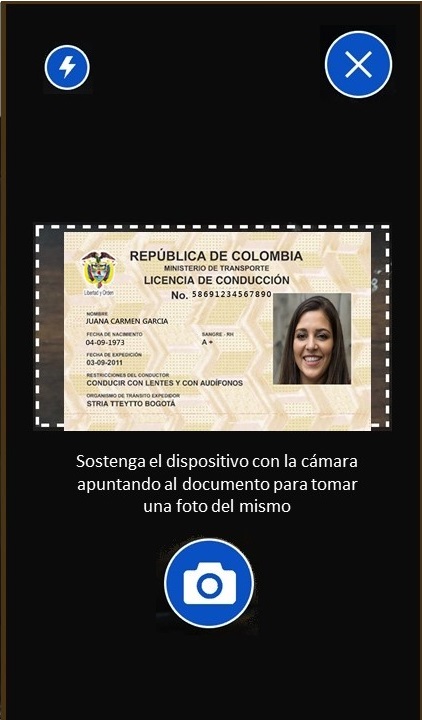 REPÚBLICA DE COLOMBIA
MINISTERIO DE TRANSPORTE
LICENCIA DE CONDUCCIÓN
No. 58691234567890
Libertad y Orden
NOMBRE
JUANA CARMEN GARCIA
FECHA DE NACIMIENTO SANGRE - RH
04-09-1973 A +
FECHA DE EXPEDICIÓN
03-09-2011
RESTRICCIONES DEL CONDUCTOR
CONDUCIR CON LENTES Y CON AUDÍFONOS
ORGANISMO DE TRÁNSITO EXPEDIDOR
STRIA TTEYTTO BOGOTÁ
Sostenga el dispositivo con la cámara
apuntando al documento para tomar
una foto del mismo